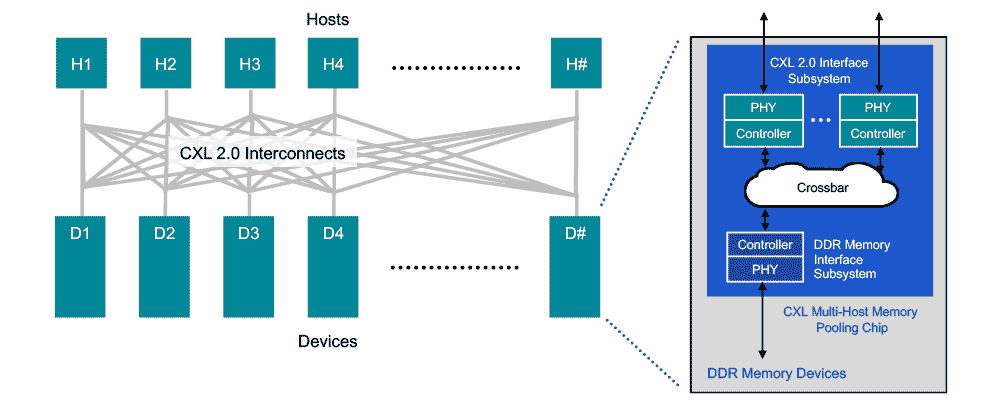 Hosts
H1
H2
H3
H4
H#
CXL 2.0 Interconnects
D1
D2
D3
D4
D#
Devices
CXL 2.0 Interface
Subsystem
PHY
Controller
PHY
Controller
Crossbar
Controller
PHY
DDR Memory
Interface
Subsystem
CXL Multi-Host Memory
Pooling Chip
DDR Memory Devices